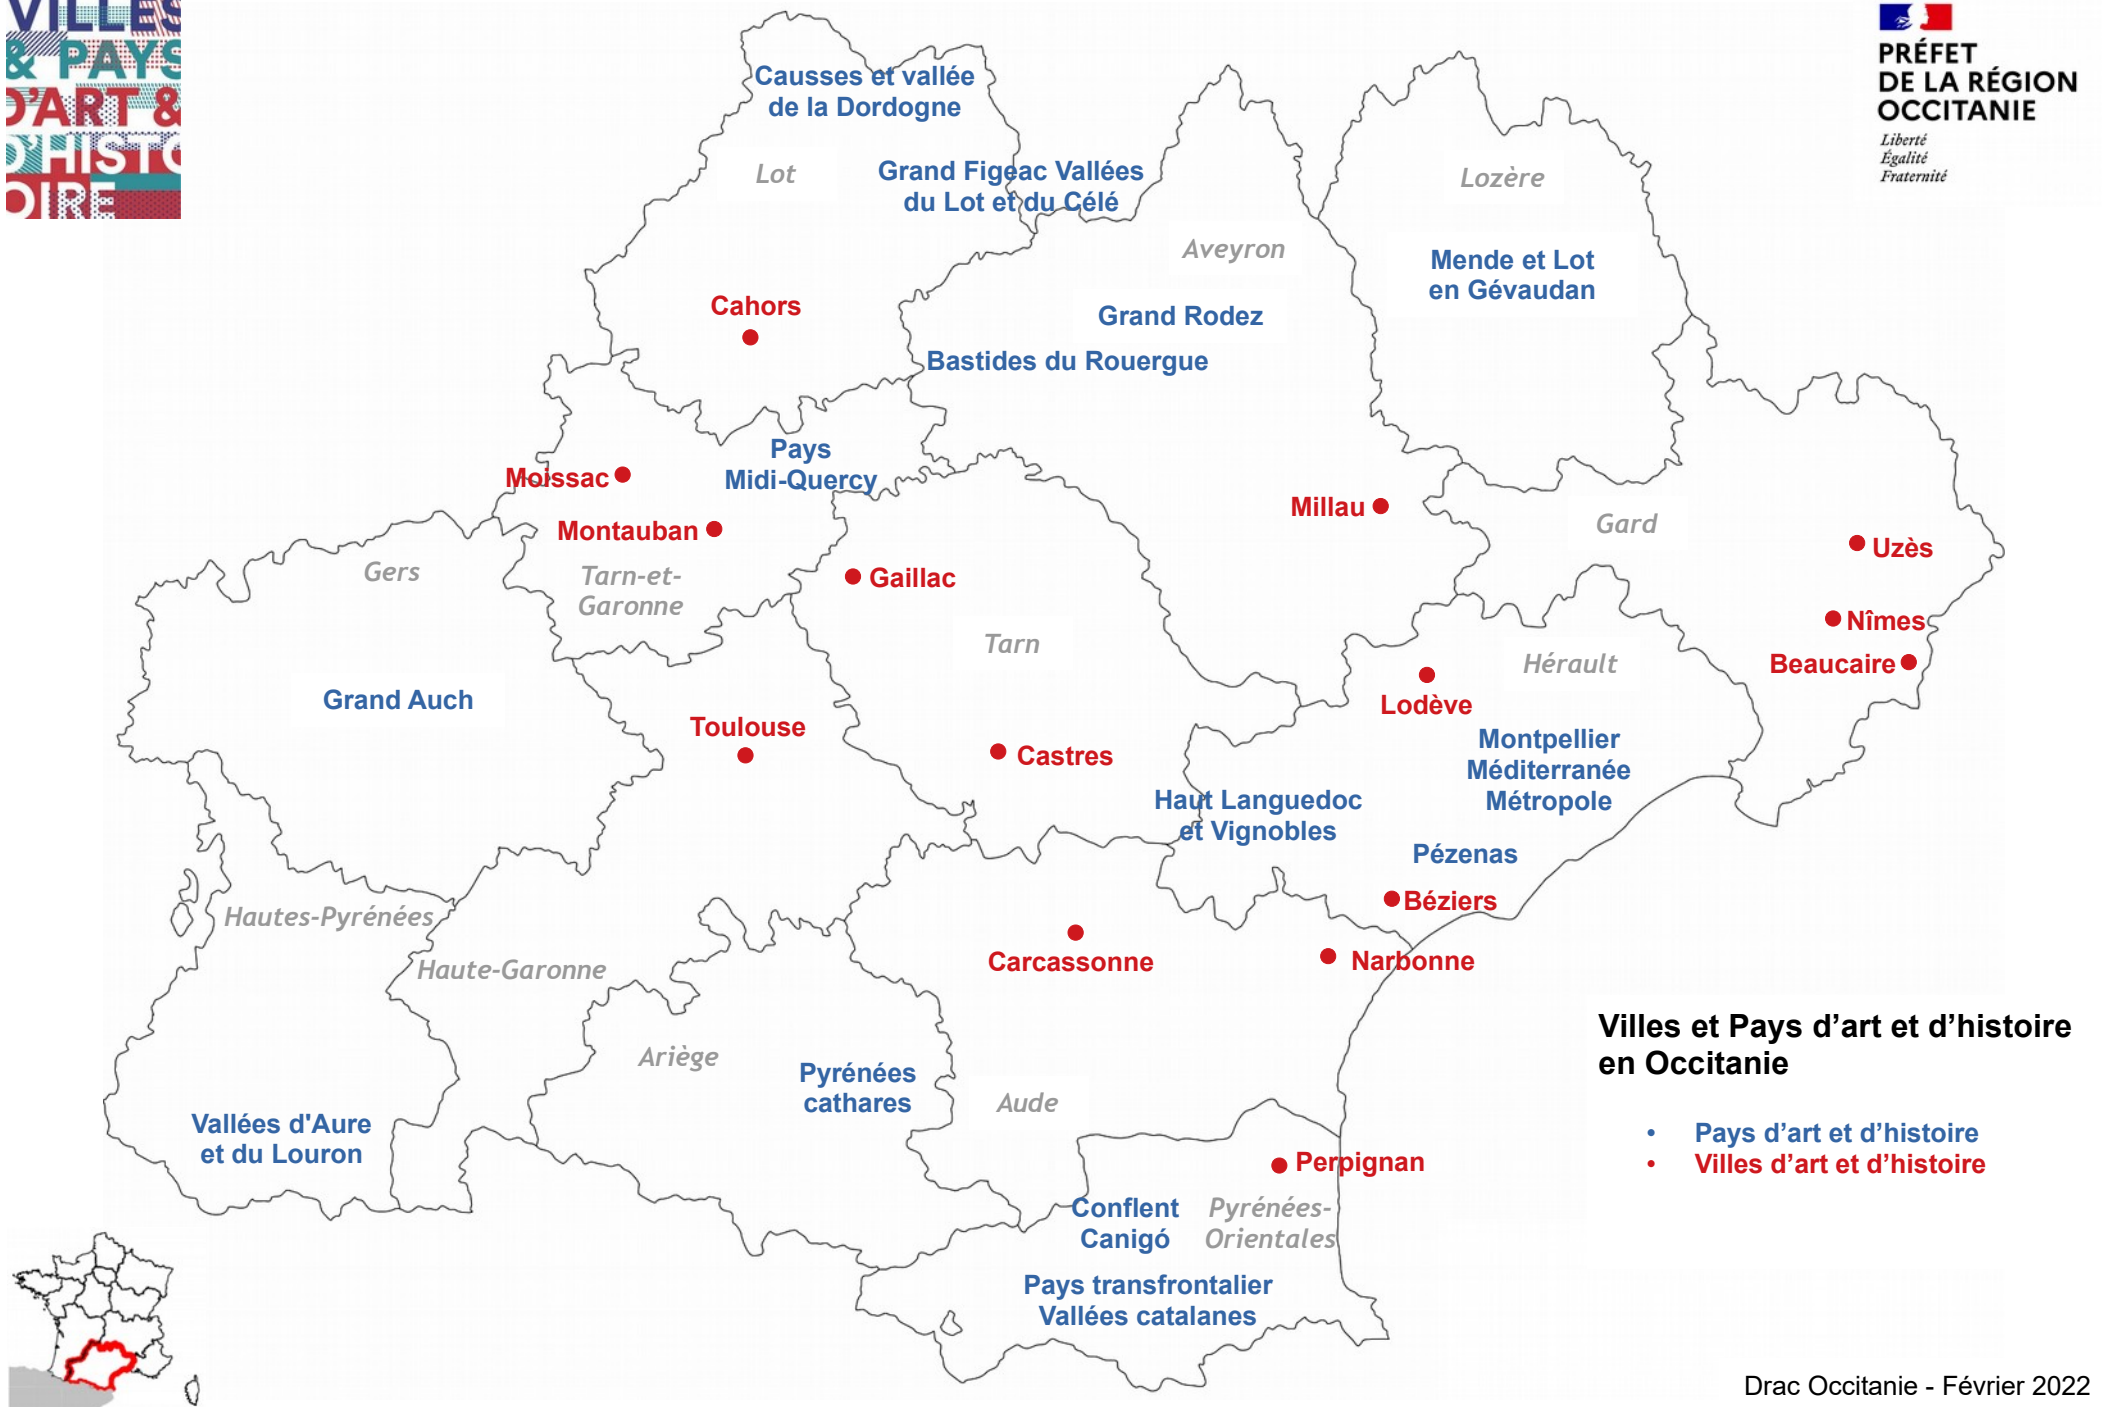 VILLES
& PAYS
D'ART &
D'HISTO
OIRE
PRÉFET
DE LA RÉGION
OCCITANIE
Liberté
Égalité
Fraternité
Causses et vallée
de la Dordogne
Lot
Grand Figeac Vallées
du Lot et du Célé
Lozère
Aveyron
Mende et Lot
en Gévaudan
Cahors
Grand Rodez
Bastides du Rouergue
Pays
Midi-Quercy
Moissac
Montauban
Millau
Gard
Uzès
Gers
Tarn-et-
Garonne
Gaillac
Nîmes
Tarn
Hérault
Beaucaire
Grand Auch
Lodève
Toulouse
Castres
Montpellier
Méditerranée
Métropole
Haut Languedoc
et Vignobles
Pézenas
Béziers
Hautes-Pyrénées
Haute-Garonne
Carcassonne
Narbonne
Villes et Pays d’art et d’histoire
en Occitanie
Ariège
Pyrénées
cathares
Aude
Vallées d'Aure
et du Louron
• Pays d’art et d’histoire
• Villes d’art et d’histoire
Perpignan
Conflent
Canigó
Pyrénées-
Orientales
Pays transfrontalier
Vallées catalanes
Drac Occitanie - Février 2022